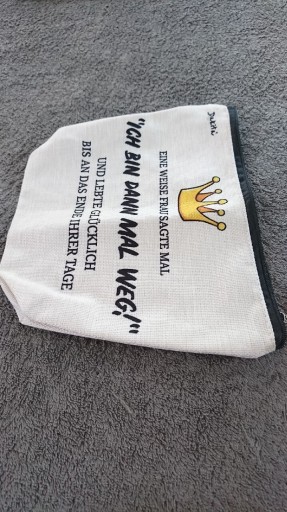 EINE WEISE FRAU SAGTE MAL
"ICH BIN DANN MAL WEG!"
UND LEBTE GLÜCKLICH
BIS AN DAS ENDE IHRER TAGE